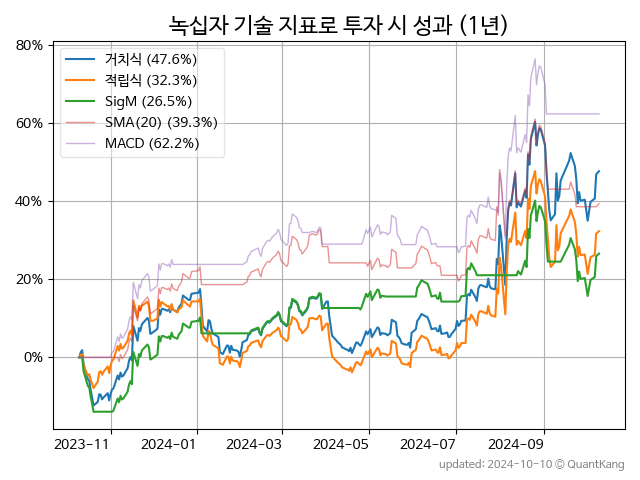 녹십자 기술 지표로 투자 시 성과 (1년)
80%
60%
40%
20%
0%
거치식 (47.6%)
적립식 (32.3%)
SigM (26.5%)
SMA(20) (39.3%)
MACD (62.2%)
2023-11
2024-01
2024-03
2024-05
2024-07
2024-09
updated: 2024-10-10 © QuantKang